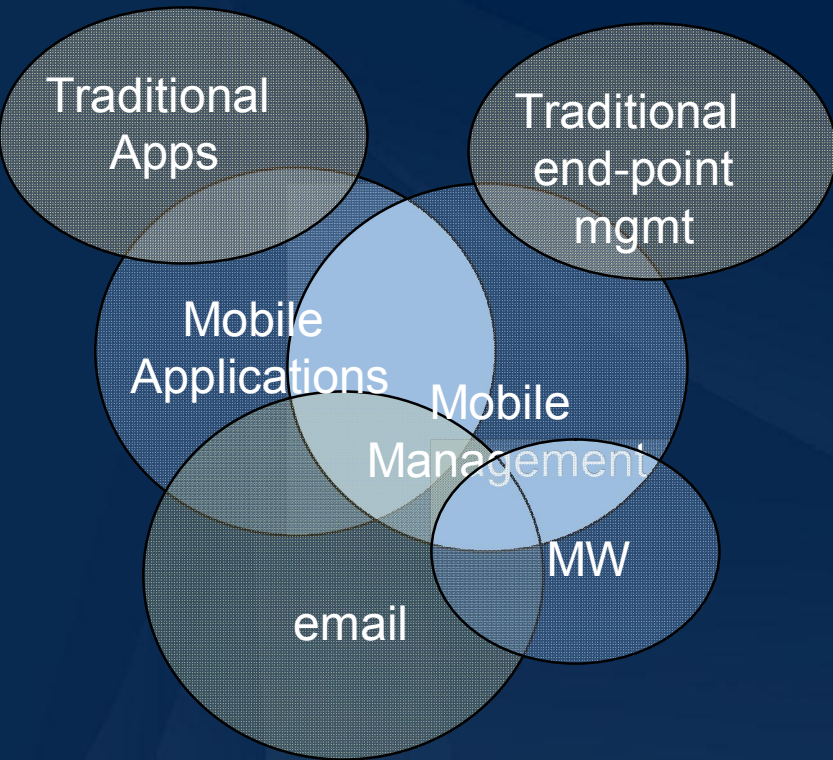 Traditional
Apps
Traditional
end-point
mgmt
Mobile
Applications
Mobile
Management
MW
email